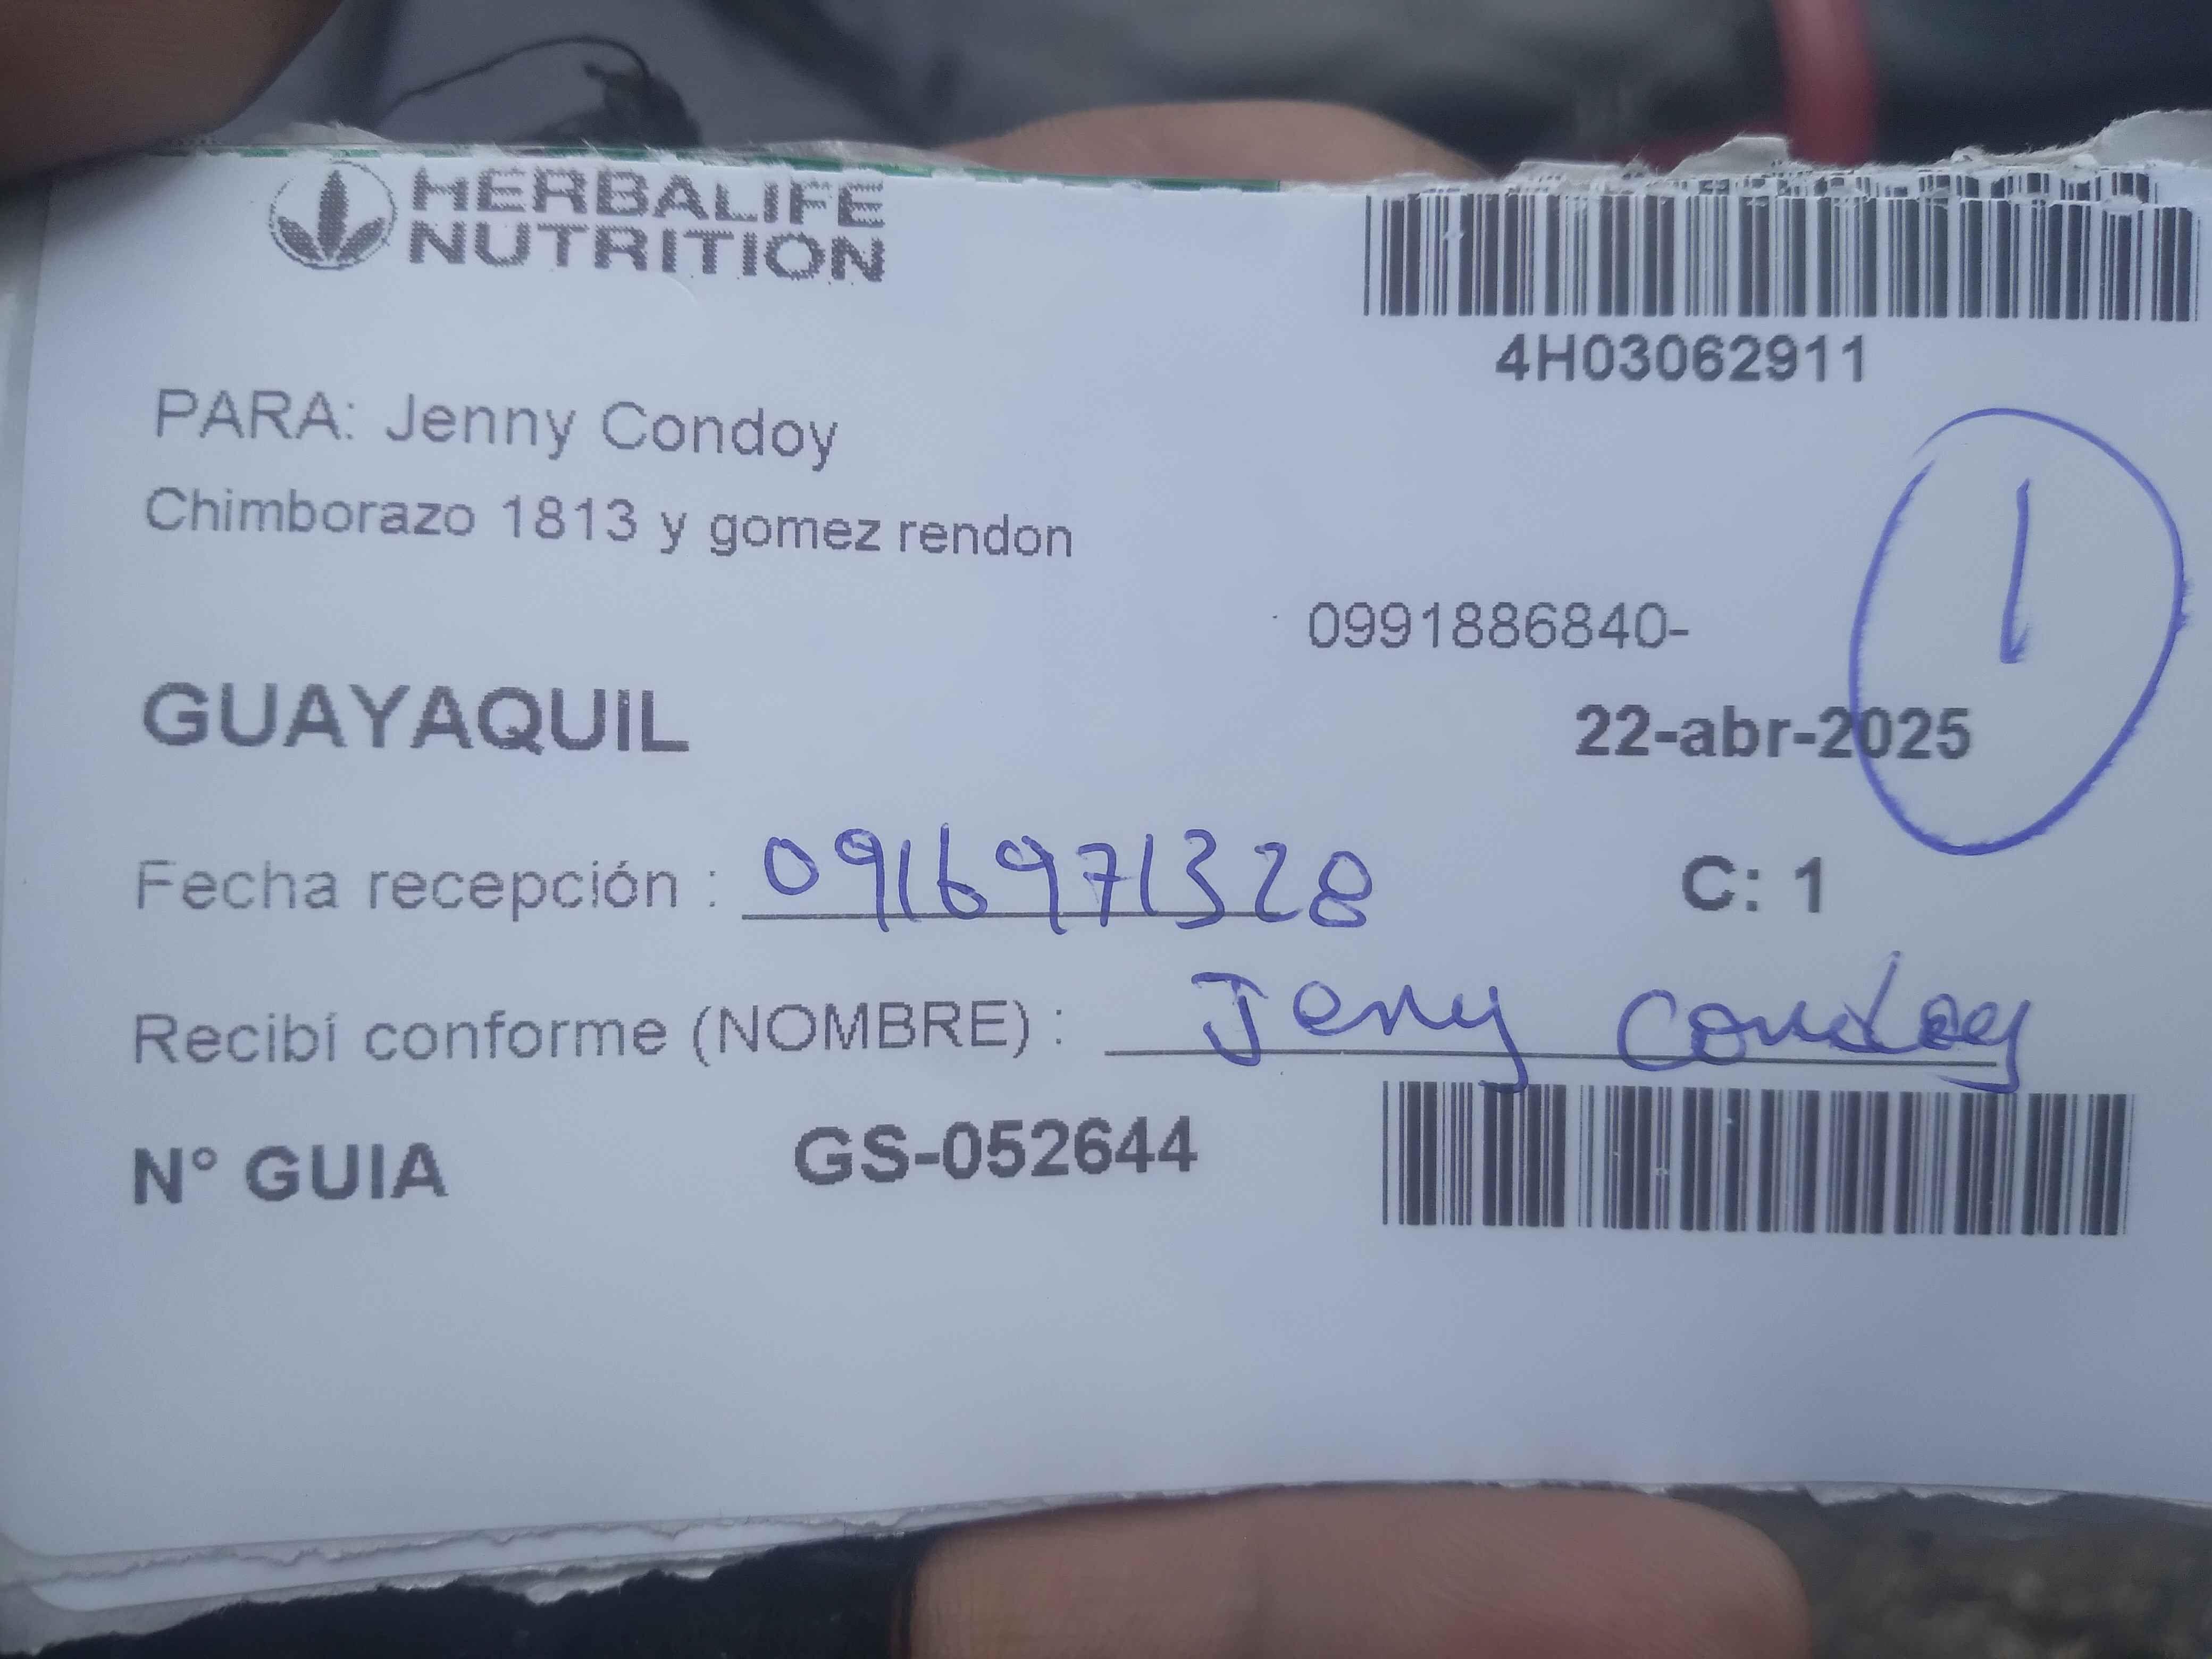 HERBALIFE
NUTRITION
4H03062911
PARA: Jenny Condoy
Chimborazo 1813 y gomez rendon
1
0991886840-
GUAYAQUIL
22-abr-2025
Fecha recepción : 0916971328
C: 1
Recibí conforme (NOMBRE) : Jenny Condoy
N° GUIA GS-052644